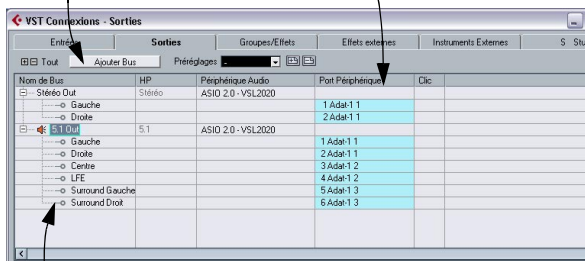 VST Connexions - Sorties
Entrées Sorties Groupes/Effets Effets externes Instruments Externes S Stu
Tout Ajouter Bus Préréglages -
Nom de Bus HP Périphérique Audio Port Périphérique Clic
Stéréo Out Stéréo ASIO 2.0 - VSL2020
Gauche 1 Adat-1 1
Droite 2 Adat-1 1
5.1 Out 5.1 ASIO 2.0 - VSL2020
Gauche 1 Adat-1 1
Droite 2 Adat-1 1
Centre 3 Adat-1 2
LFE 4 Adat-1 2
Surround Gauche 5 Adat-1 3
Surround Droit 6 Adat-1 3